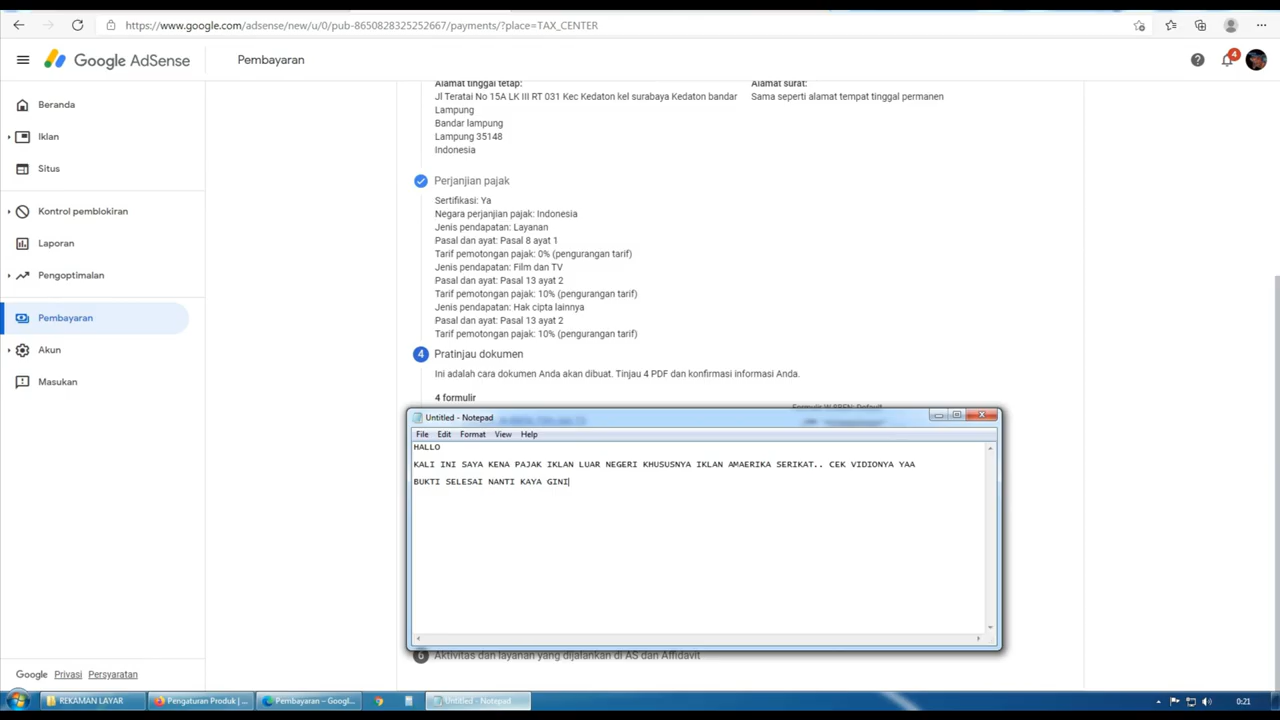 https://www.google.com/adsense/new/u/0/pub-8650828325252667/payments/?place=TAX_CENTER
Google AdSense
Pembayaran
4
Beranda
Iklan
Situs
Kontrol pemblokiran
Laporan
Pengoptimalan
Pembayaran
Akun
Masukan
Google Privasi Persyaratan
Alamat tinggal tetap:
Jl Teratai No 15A LK III RT 031 Kec Kedaton kel surabaya Kedaton bandar
Lampung
Bandar lampung
Lampung 35148
Indonesia
Alamat surat:
Sama seperti alamat tempat tinggal permanen
Perjanjian pajak
Sertifikasi: Ya
Negara perjanjian pajak: Indonesia
Jenis pendapatan: Layanan
Pasal dan ayat: Pasal 8 ayat 1
Tarif pemotongan pajak: 0% (pengurangan tarif)
Jenis pendapatan: Film dan TV
Pasal dan ayat: Pasal 13 ayat 2
Tarif pemotongan pajak: 10% (pengurangan tarif)
Jenis pendapatan: Hak cipta lainnya
Pasal dan ayat: Pasal 13 ayat 2
Tarif pemotongan pajak: 10% (pengurangan tarif)
4 Pratinjau dokumen
Ini adalah cara dokumen Anda akan dibuat. Tinjau 4 PDF dan konfirmasi informasi Anda.
4 formulir
Untitled - Notepad
File Edit Format View Help
HALLO
KALI INI SAYA KENA PAJAK IKLAN LUAR NEGERI KHUSUSNYA IKLAN AMAERIKA SERIKAT.. CEK VIDIONYA YAA
BUKTI SELESAI NANTI KAYA GINI
6 Aktivitas dan layanan yang dijalankan di AS dan Affidavit
REKAMAN LAYAR
Pengaturan Produk | ...
Pembayaran – Googl...
Untitled - Notepad
0:21